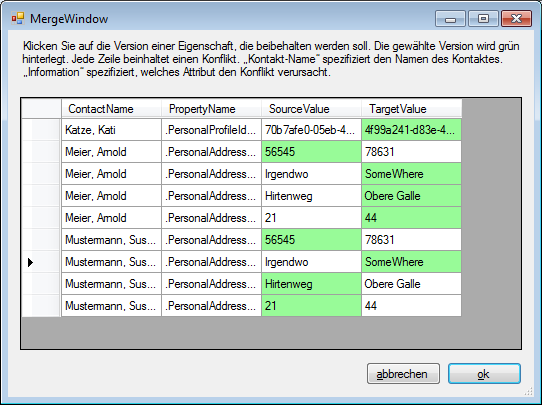 MergeWindow
Klicken Sie auf die Version einer Eigenschaft, die beibehalten werden soll. Die gewählte Version wird grün
hinterlegt. Jede Zeile beinhaltet einen Konflikt. „Kontakt-Name“ spezifiziert den Namen des Kontaktes.
„Information“ spezifiziert, welches Attribut den Konflikt verursacht.
ContactName PropertyName SourceValue TargetValue
Katze, Kati .PersonalProfileId... 70b7afe0-05eb-4... 4f99a241-d83e-4...
Meier, Arnold .PersonalAddress... 56545 78631
Meier, Arnold .PersonalAddress... Irgendwo SomeWhere
Meier, Arnold .PersonalAddress... Hirtenweg Obere Galle
Meier, Arnold .PersonalAddress... 21 44
Mustermann, Sus... .PersonalAddress... 56545 78631
Mustermann, Sus... .PersonalAddress... Irgendwo SomeWhere
Mustermann, Sus... .PersonalAddress... Hirtenweg Obere Galle
Mustermann, Sus... .PersonalAddress... 21 44
abbrechen ok